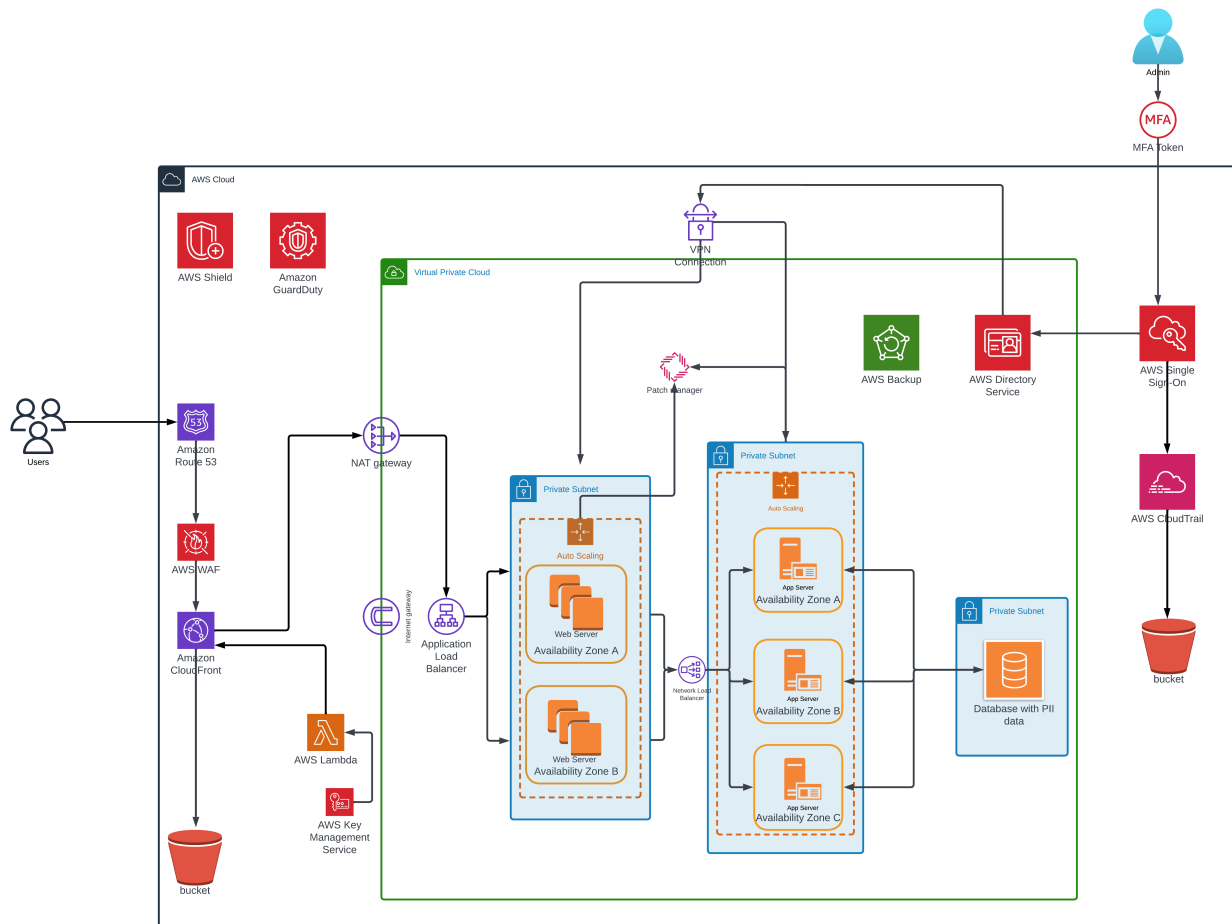 Admin
MFA
MFA Token
AWS Cloud
AWS Shield
Amazon
GuardDuty
VPN
Connection
Virtual Private Cloud
AWS Backup
AWS Directory
Service
AWS Single
Sign-On
Patch manager
Users
53
Amazon
Route 53
NAT gateway
Private Subnet
Auto Scaling
Private Subnet
Auto Scaling
AWS CloudTrail
AWS WAF
Amazon
CloudFront
Internet gateway
Application
Load
Balancer
Web Server
Availability Zone A
Web Server
Availability Zone B
Network Load
Balancer
App Server
Availability Zone A
App Server
Availability Zone B
App Server
Availability Zone C
Private Subnet
Database with PII
data
bucket
AWS Lambda
AWS Key
Management
Service
bucket